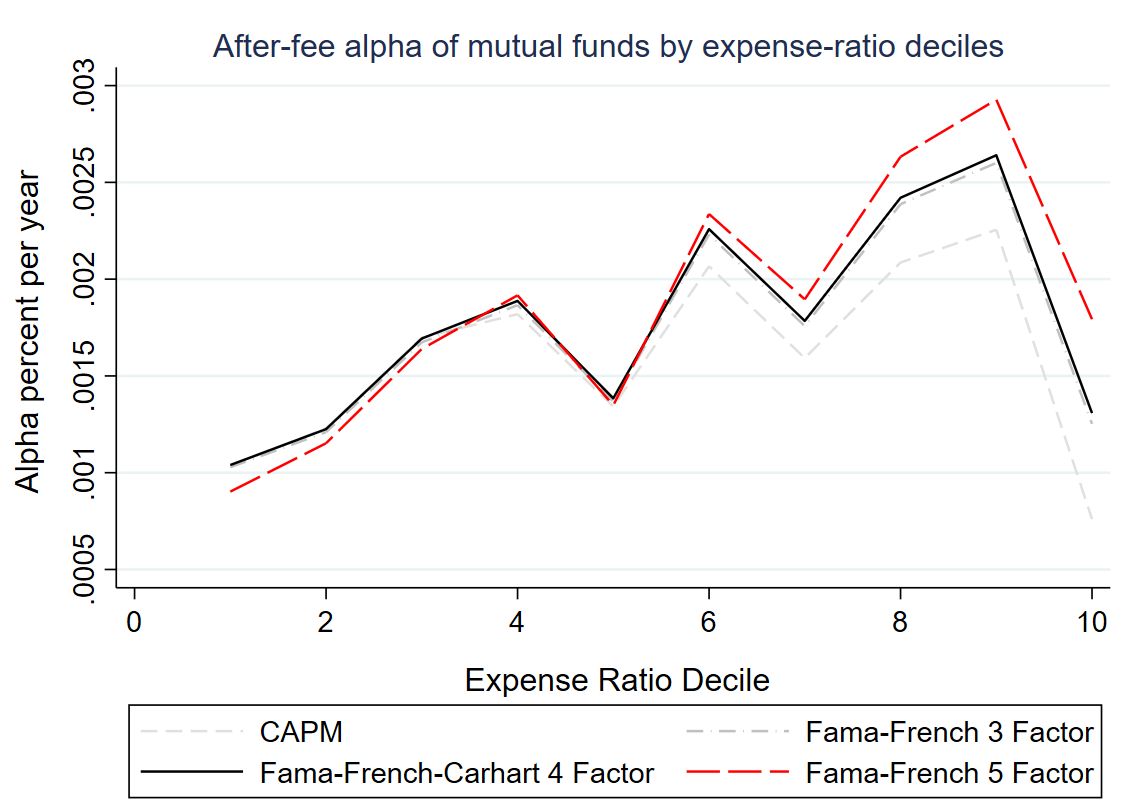 After-fee alpha of mutual funds by expense-ratio deciles
Alpha percent per year
.003
.0025
.002
.0015
.001
.0005
0 2 4 6 8 10
Expense Ratio Decile
CAPM
Fama-French 3 Factor
Fama-French-Carhart 4 Factor
Fama-French 5 Factor